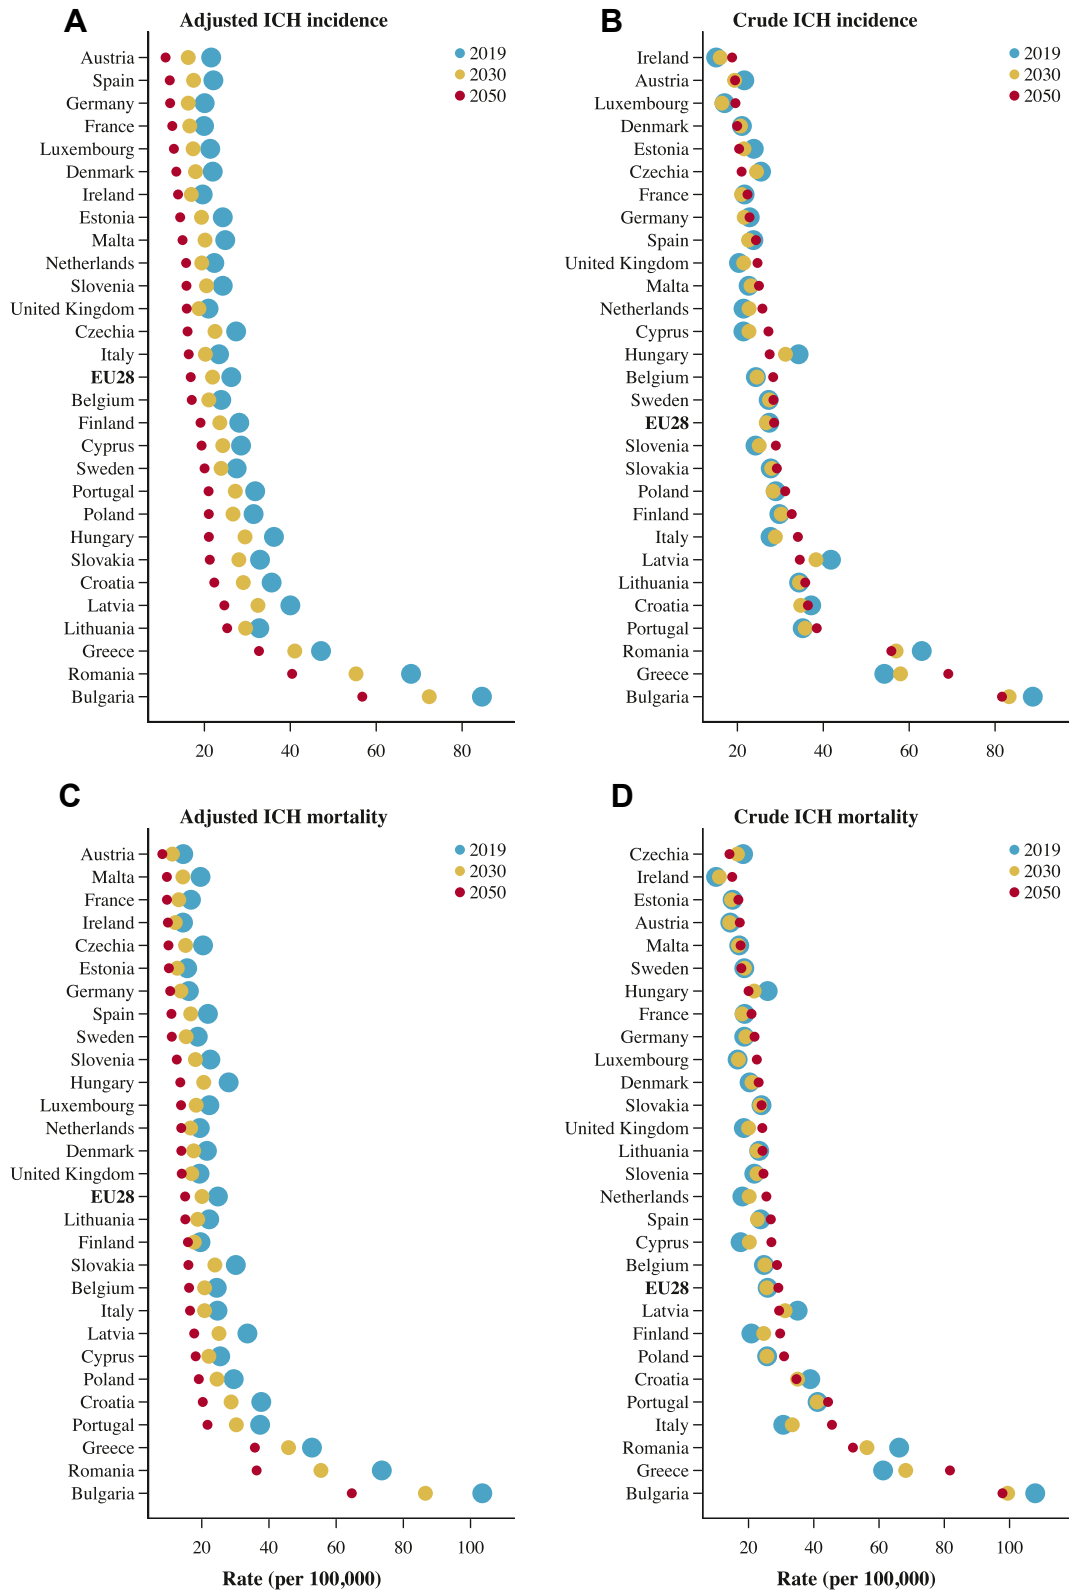 A
Adjusted ICH incidence
2019
2030
2050
Austria
Spain
Germany
France
Luxembourg
Denmark
Ireland
Estonia
Malta
Netherlands
Slovenia
United Kingdom
Czechia
Italy
EU28
Belgium
Finland
Cyprus
Sweden
Portugal
Poland
Hungary
Slovakia
Croatia
Latvia
Lithuania
Greece
Romania
Bulgaria
20 40 60 80
B
Crude ICH incidence
2019
2030
2050
Ireland
Austria
Luxembourg
Denmark
Estonia
Czechia
France
Germany
Spain
United Kingdom
Malta
Netherlands
Cyprus
Hungary
Belgium
Sweden
EU28
Slovenia
Slovakia
Poland
Finland
Italy
Latvia
Lithuania
Croatia
Portugal
Romania
Greece
Bulgaria
20 40 60 80
C
Adjusted ICH mortality
2019
2030
2050
Austria
Malta
France
Ireland
Czechia
Estonia
Germany
Spain
Sweden
Slovenia
Hungary
Luxembourg
Netherlands
Denmark
United Kingdom
EU28
Lithuania
Finland
Slovakia
Belgium
Italy
Latvia
Cyprus
Poland
Croatia
Portugal
Greece
Romania
Bulgaria
20 40 60 80 100
Rate (per 100,000)
D
Crude ICH mortality
2019
2030
2050
Czechia
Ireland
Estonia
Austria
Malta
Sweden
Hungary
France
Germany
Luxembourg
Denmark
Slovakia
United Kingdom
Lithuania
Slovenia
Netherlands
Spain
Cyprus
Belgium
EU28
Latvia
Finland
Poland
Croatia
Portugal
Italy
Romania
Greece
Bulgaria
20 40 60 80 100
Rate (per 100,000)